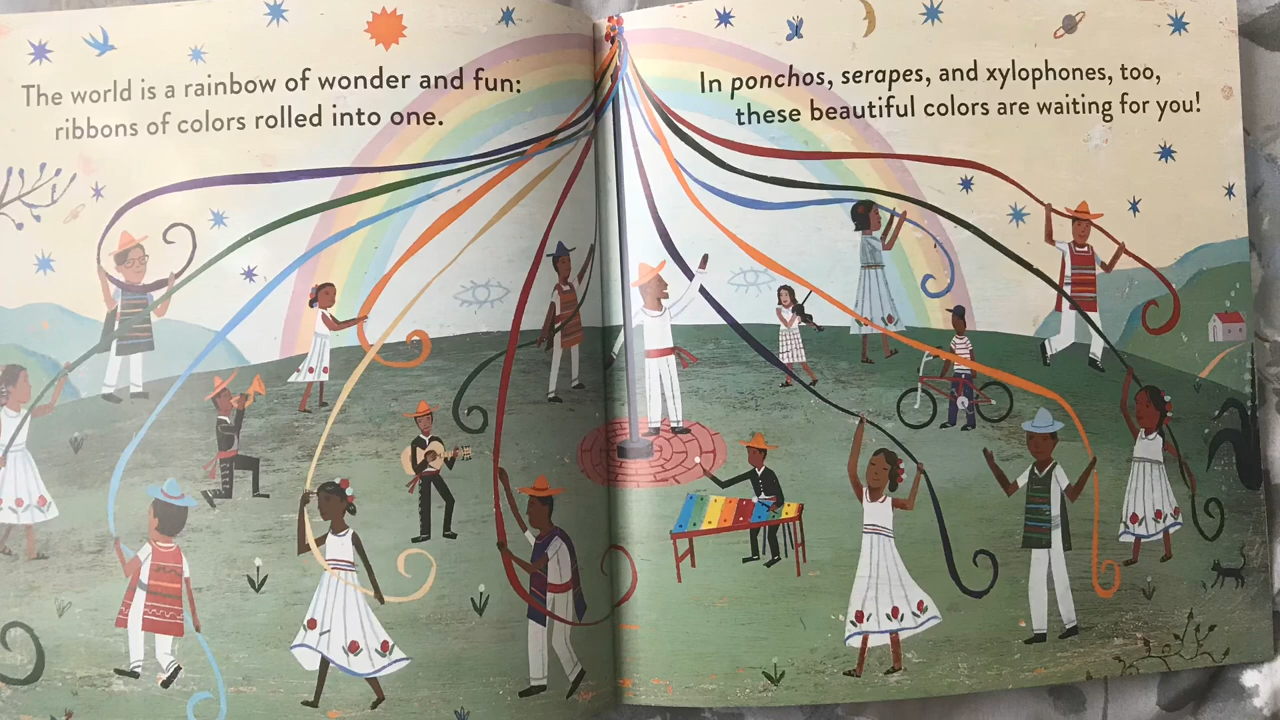 The world is a rainbow of wonder and fun:
ribbons of colors rolled into one.
In ponchos, serapes, and xylophones, too,
these beautiful colors are waiting for you!